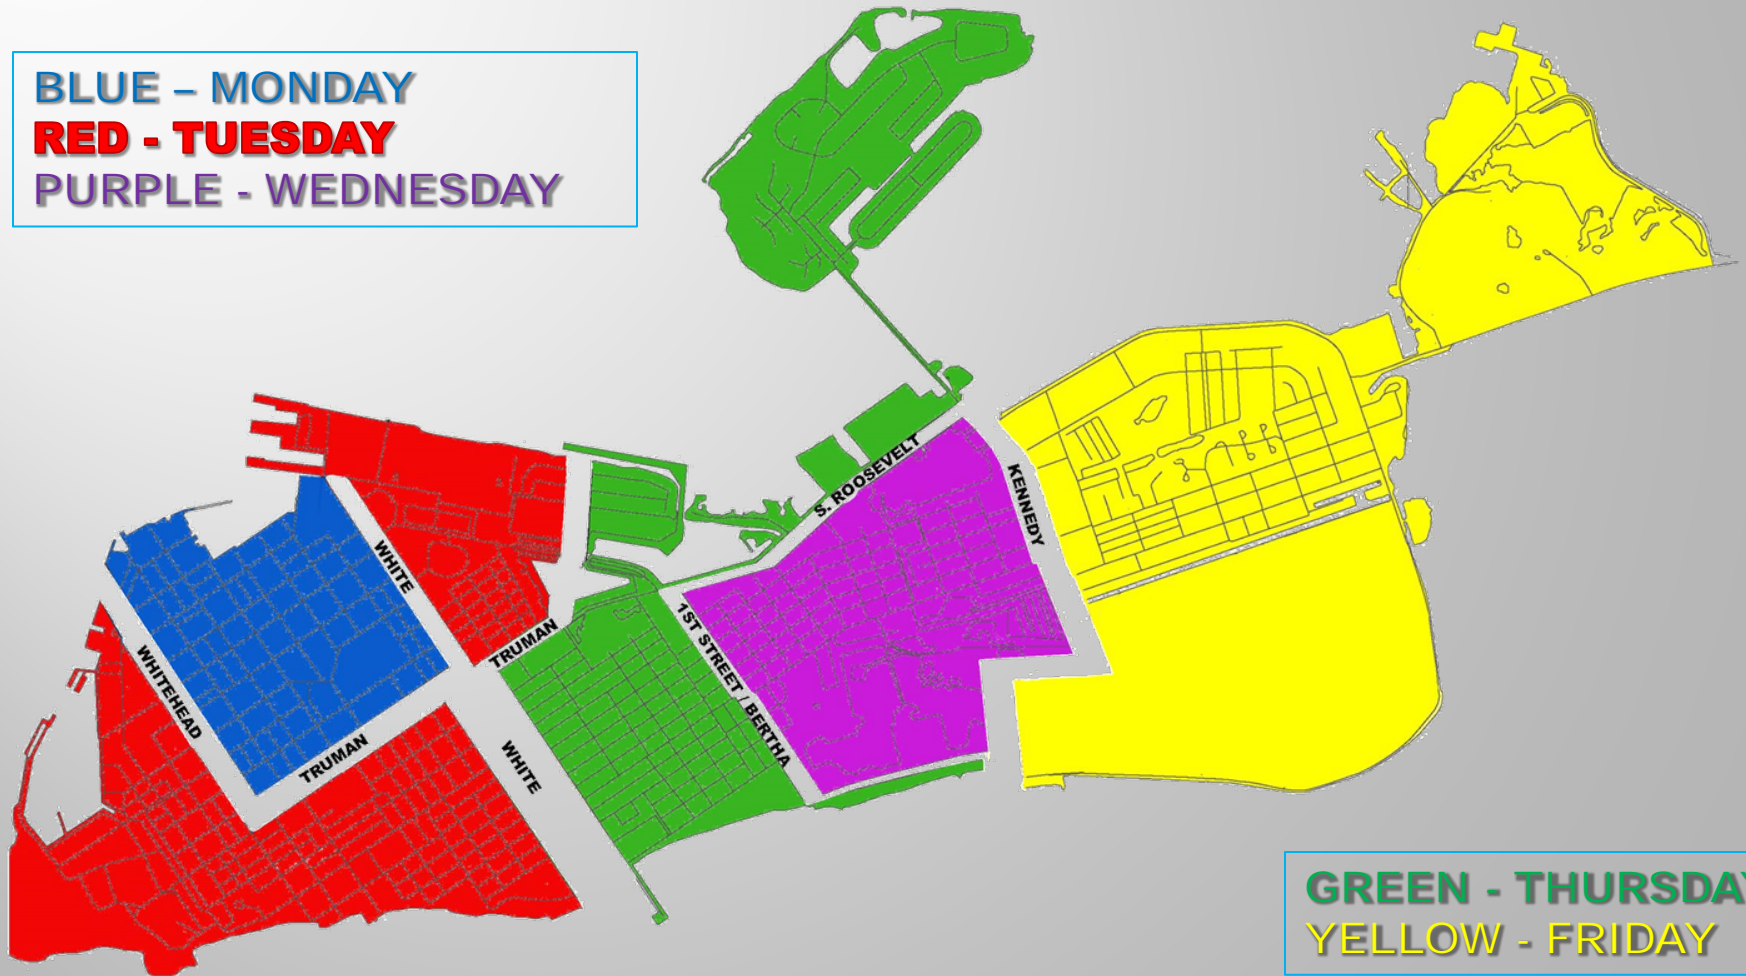 BLUE – MONDAY
RED - TUESDAY
PURPLE - WEDNESDAY
S. ROOSEVELT
KENNEDY
WHITE
TRUMAN
1ST STREET / BERTHA
WHITEHEAD
TRUMAN
WHITE
GREEN - THURSDAY
YELLOW - FRIDAY